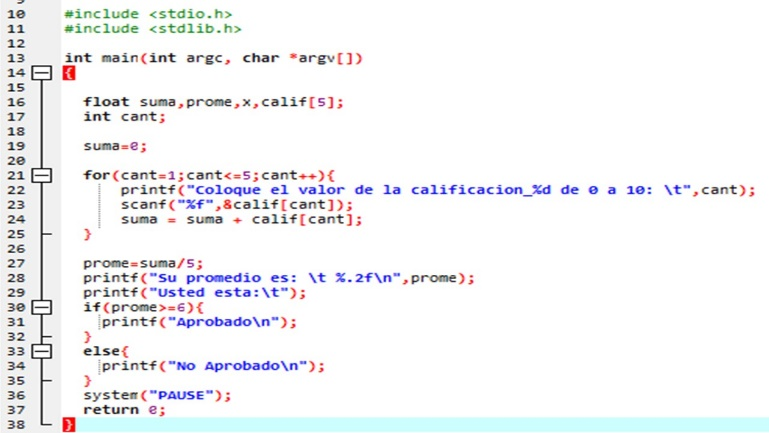 10 #include <stdio.h>
11 #include <stdlib.h>
12
13 int main(int argc, char *argv[])
14 {
15
16 float suma,prome,x,calif[5];
17 int cant;
18
19 suma=0;
20
21 for(cant=1;cant<=5;cant++){
22 printf("Coloque el valor de la calificacion_%d de 0 a 10: \t",cant);
23 scanf("%f",&calif[cant]);
24 suma = suma + calif[cant];
25 }
26
27 prome=suma/5;
28 printf("Su promedio es: \t %.2f\n",prome);
29 printf("Usted esta:\t");
30 if(prome>=6){
31 printf("Aprobado\n");
32 }
33 else{
34 printf("No Aprobado\n");
35 }
36 system("PAUSE");
37 return 0;
38 }